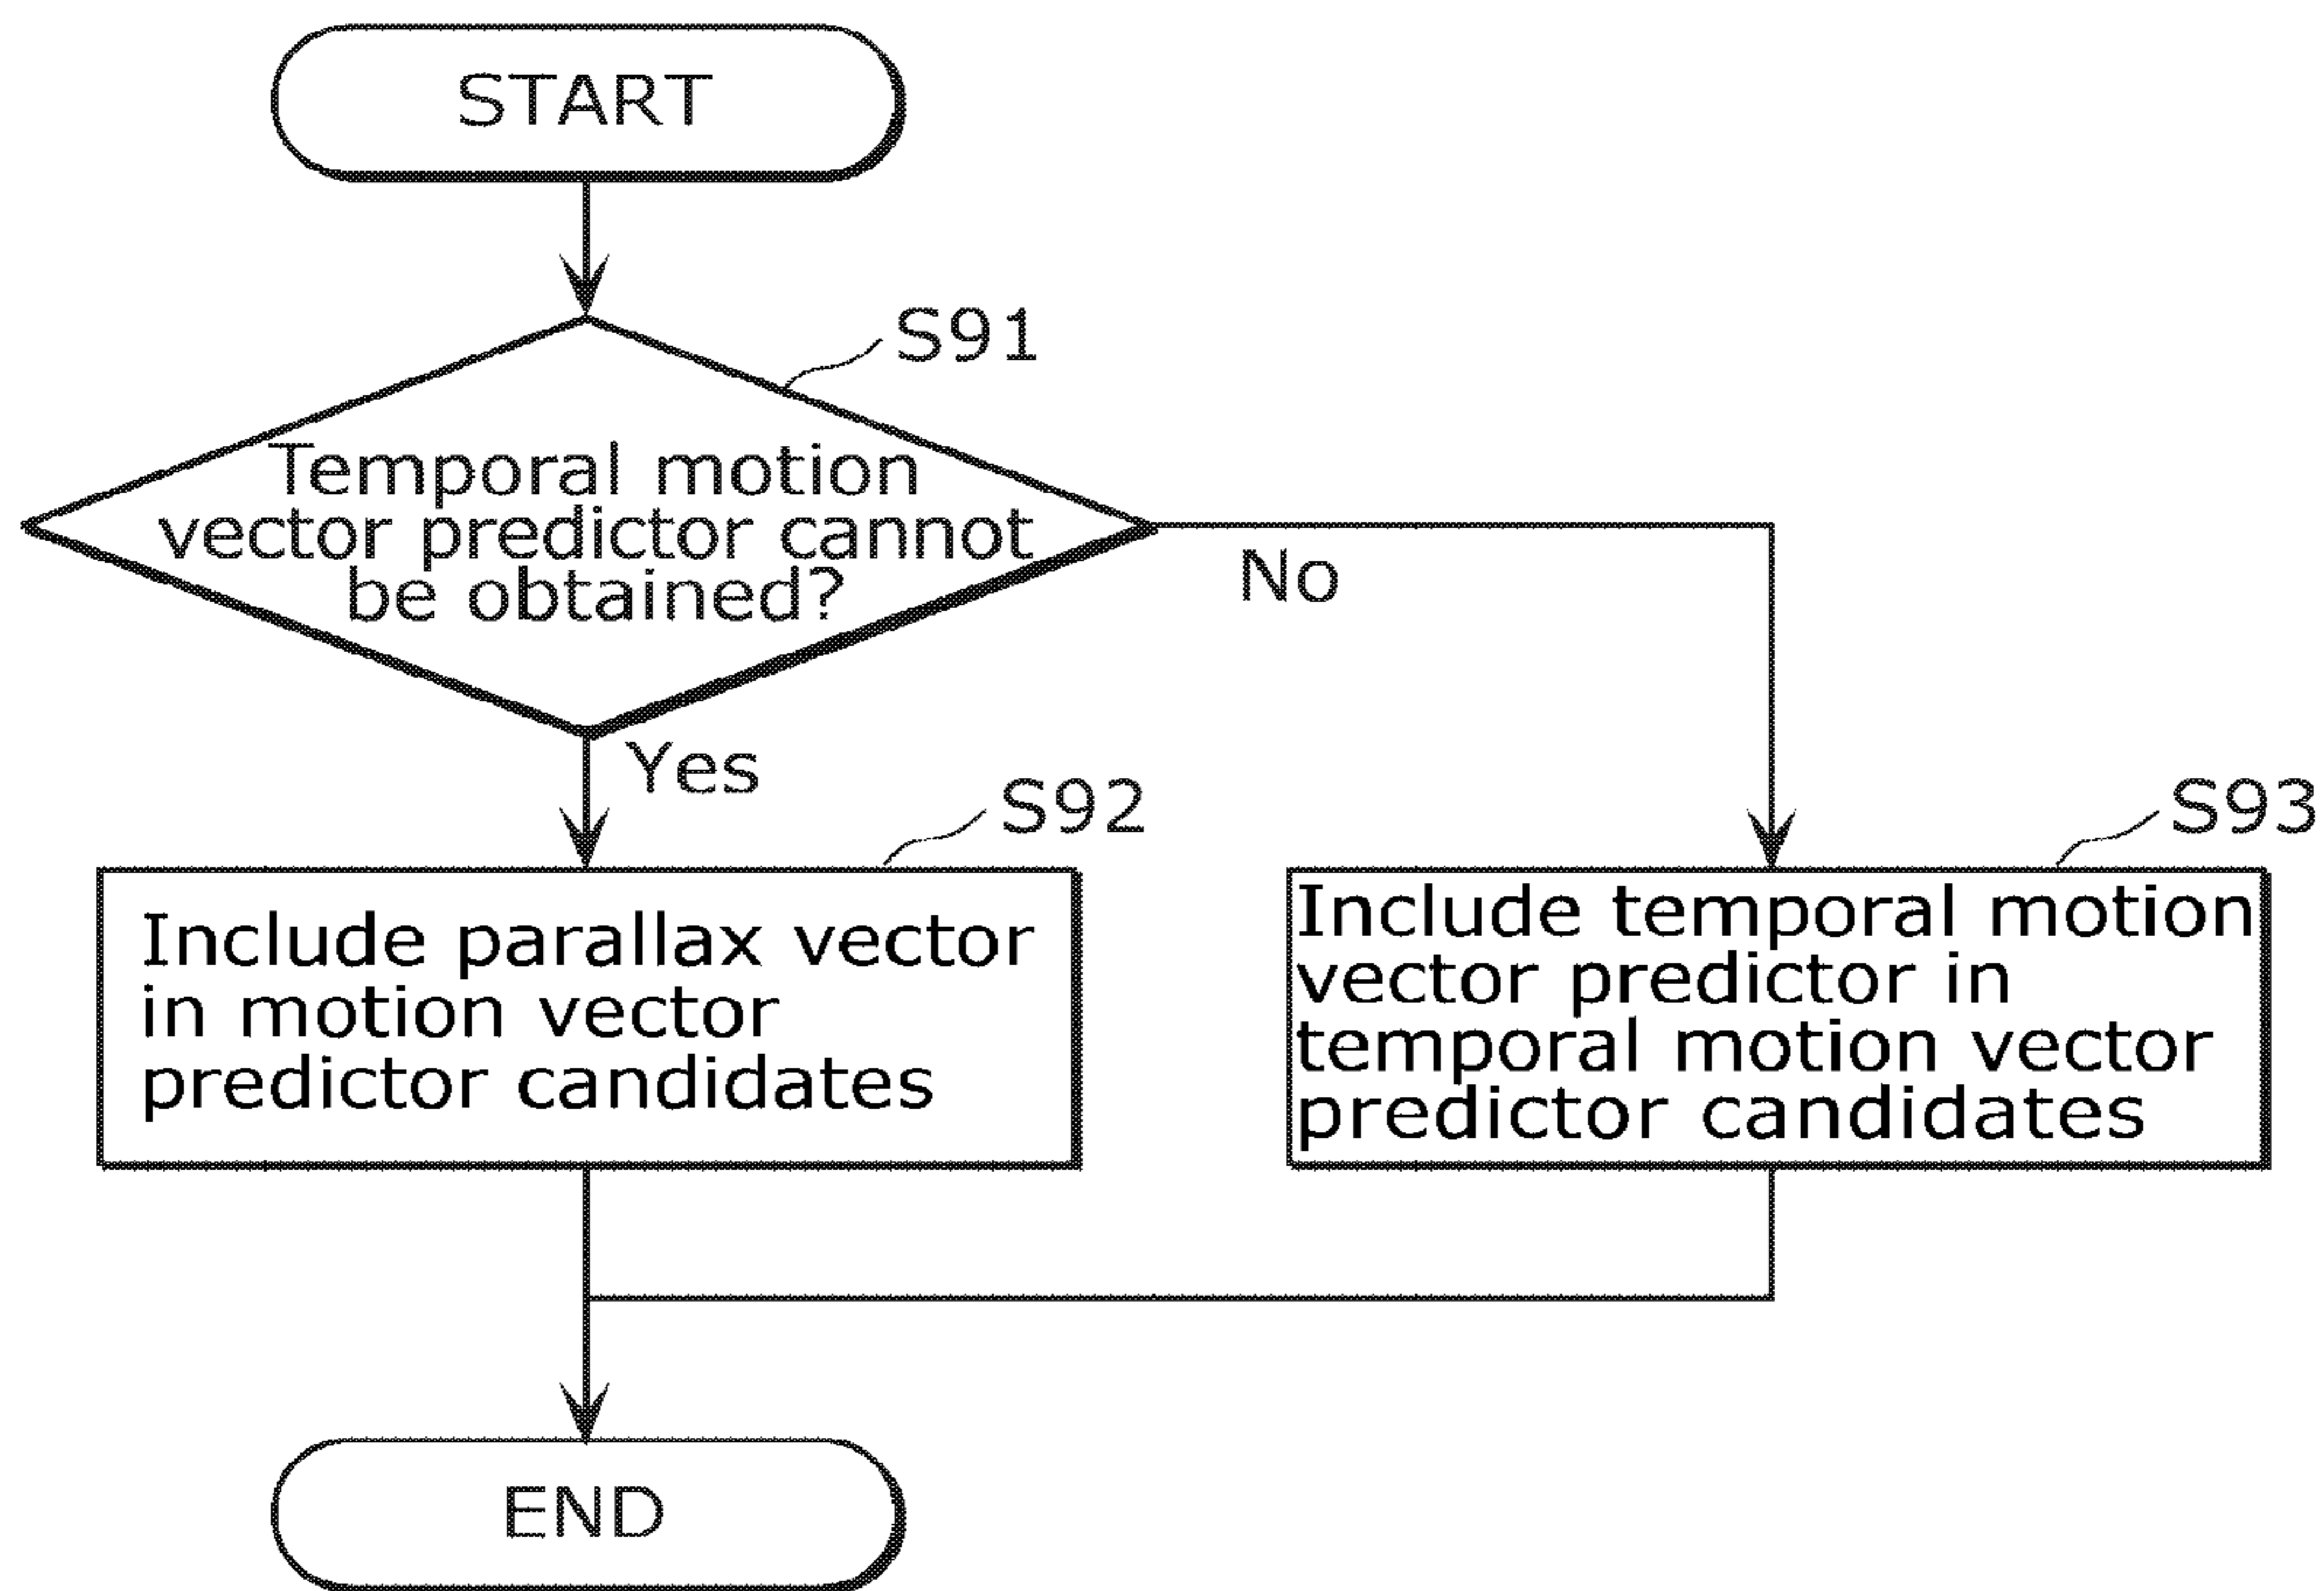 START
S91
Temporal motion
vector predictor cannot
be obtained?
No
Yes
S92
Include parallax vector
in motion vector
predictor candidates
S93
Include temporal motion
vector predictor in
temporal motion vector
predictor candidates
END